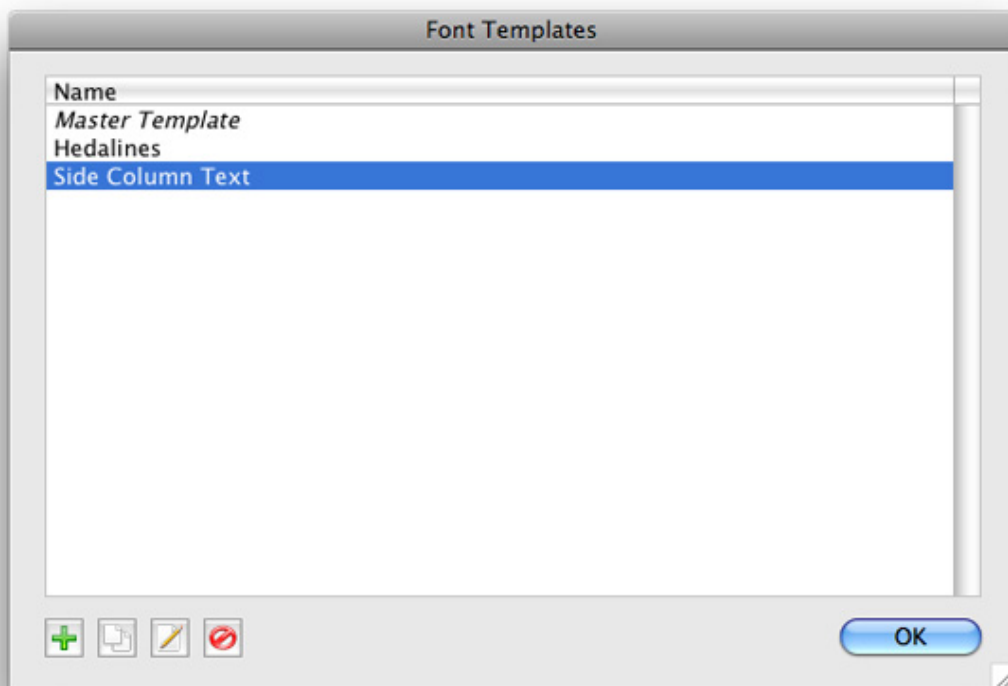 Font Templates
Name
Master Template
Hedalines
Side Column Text
OK